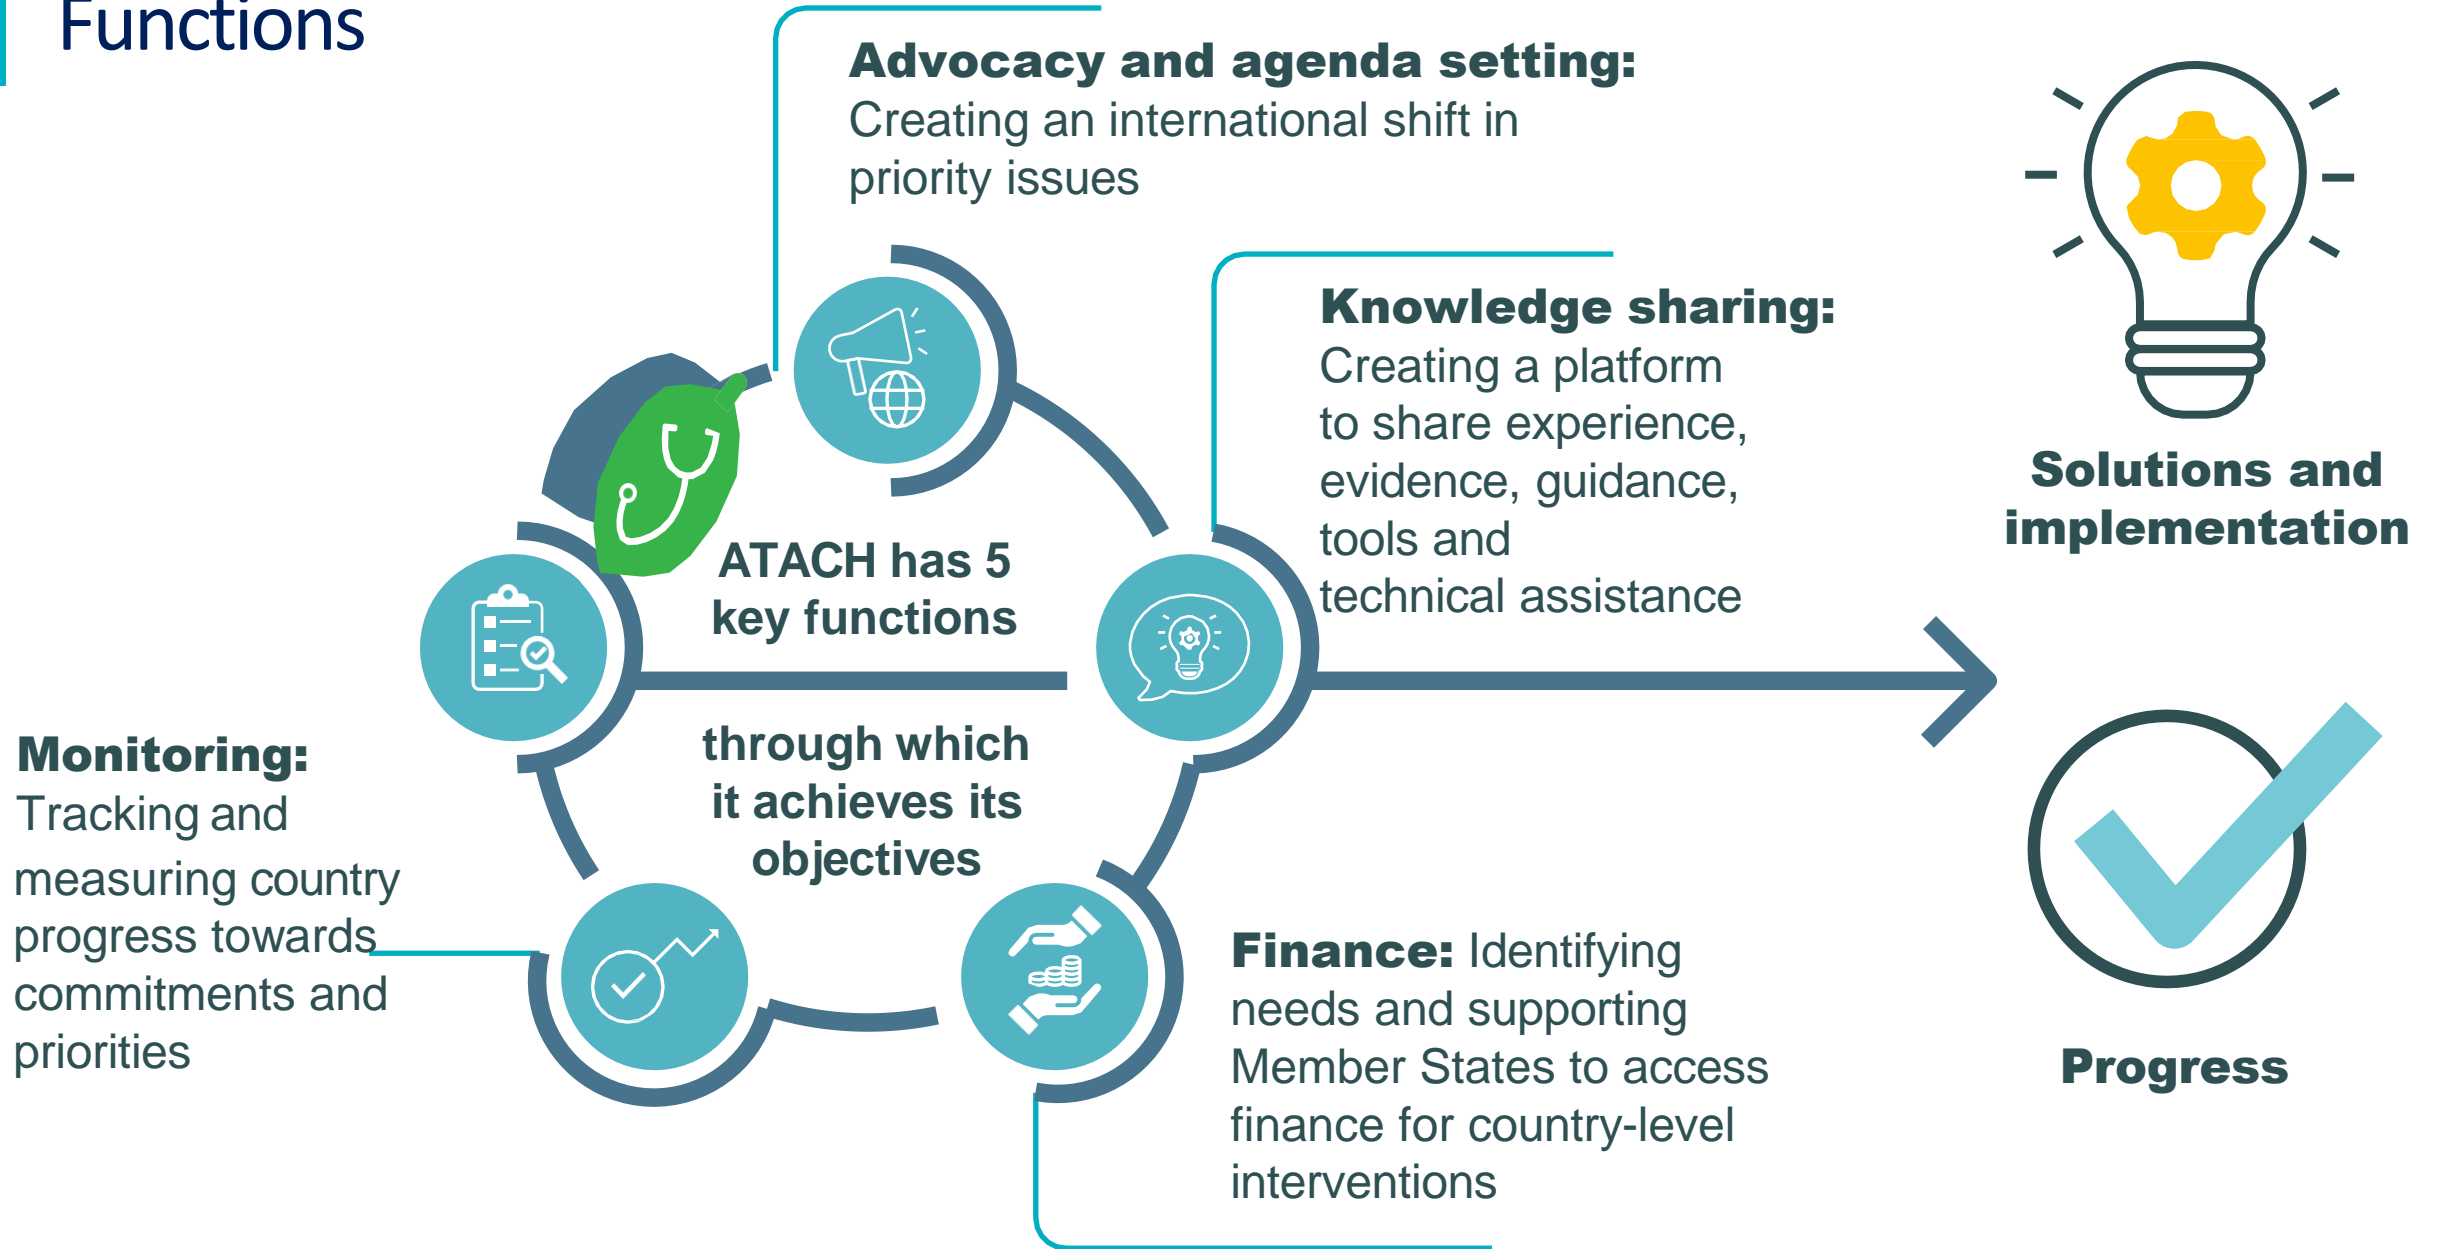 Functions
Advocacy and agenda setting:
Creating an international shift in
priority issues
Knowledge sharing:
Creating a platform
to share experience,
evidence, guidance,
tools and
technical assistance
Solutions and
implementation
ATACH has 5
key functions
through which
it achieves its
objectives
Monitoring:
Tracking and
measuring country
progress towards
commitments and
priorities
Finance: Identifying
needs and supporting
Member States to access
finance for country-level
interventions
Progress